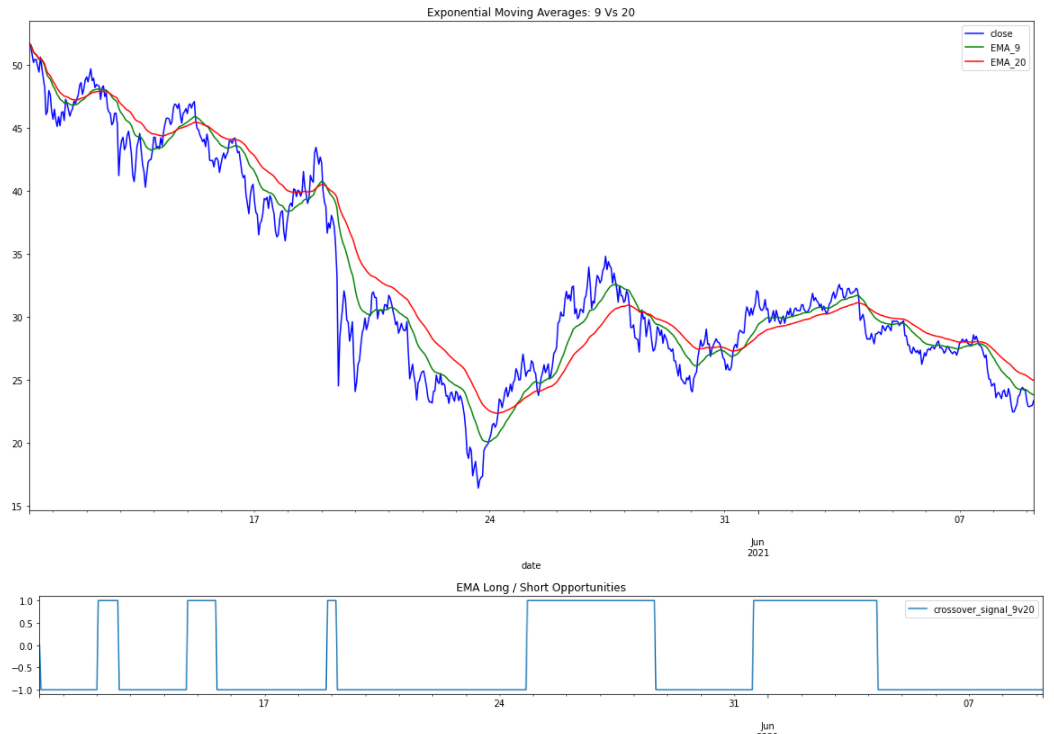 Exponential Moving Averages: 9 Vs 20
close
EMA_9
EMA_20
50
45
40
35
30
25
20
15
17
24
31
07
Jun
2021
date
EMA Long / Short Opportunities
crossover_signal_9v20
1.0
0.5
0.0
−0.5
−1.0
17
24
31
07
Jun